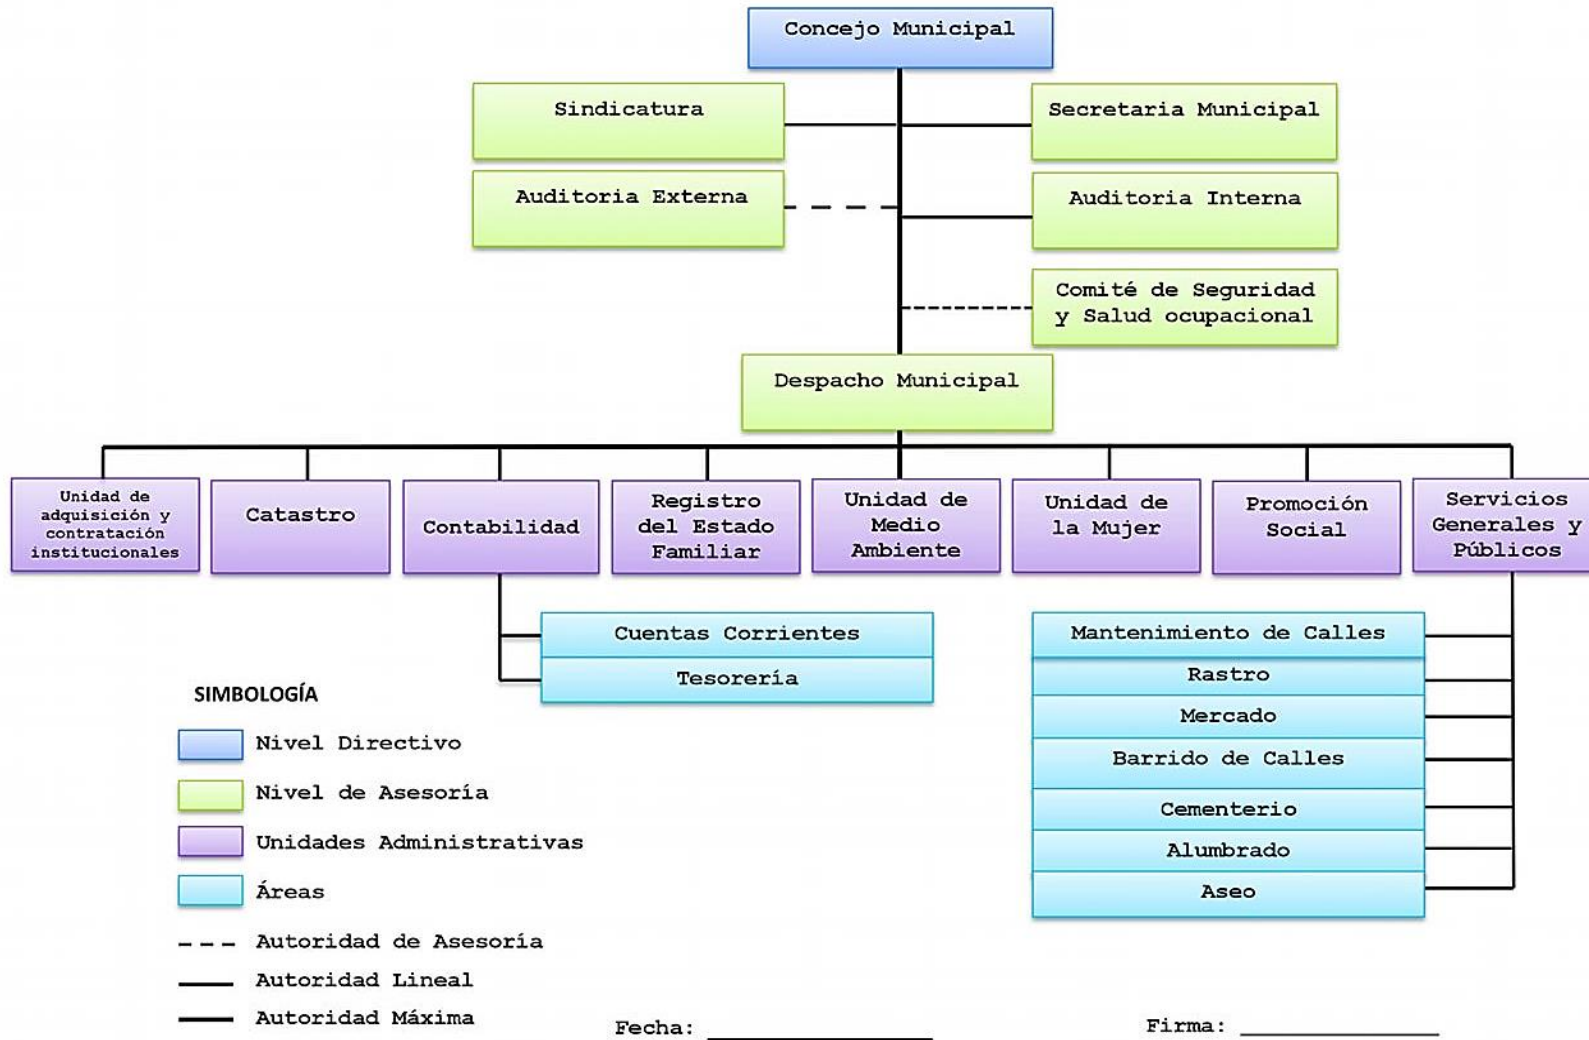 Concejo Municipal
Sindicatura
Secretaria Municipal
Auditoria Externa
Auditoria Interna
Comité de Seguridad
y Salud ocupacional
Despacho Municipal
Unidad de
adquisición y
contratación
institucionales
Catastro
Contabilidad
Registro
del Estado
Familiar
Unidad de
Medio
Ambiente
Unidad de
la Mujer
Promoción
Social
Servicios
Generales y
Públicos
Cuentas Corrientes
Tesorería
Mantenimiento de Calles
Rastro
Mercado
Barrido de Calles
Cementerio
Alumbrado
Aseo
SIMBOLOGÍA
Nivel Directivo
Nivel de Asesoría
Unidades Administrativas
Áreas
Autoridad de Asesoría
Autoridad Lineal
Autoridad Máxima
Fecha: ___________
Firma: __________